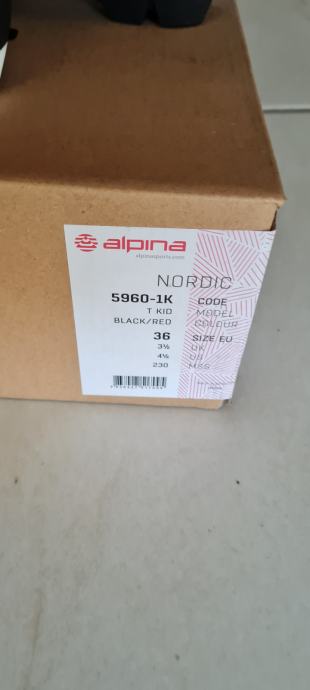 alpina
alpinasports.com
NORDIC
5960-1K CODE
T KID MODEL
BLACK/RED COLOUR
36 SIZE EU
3½ UK
4½ US
230 MSS